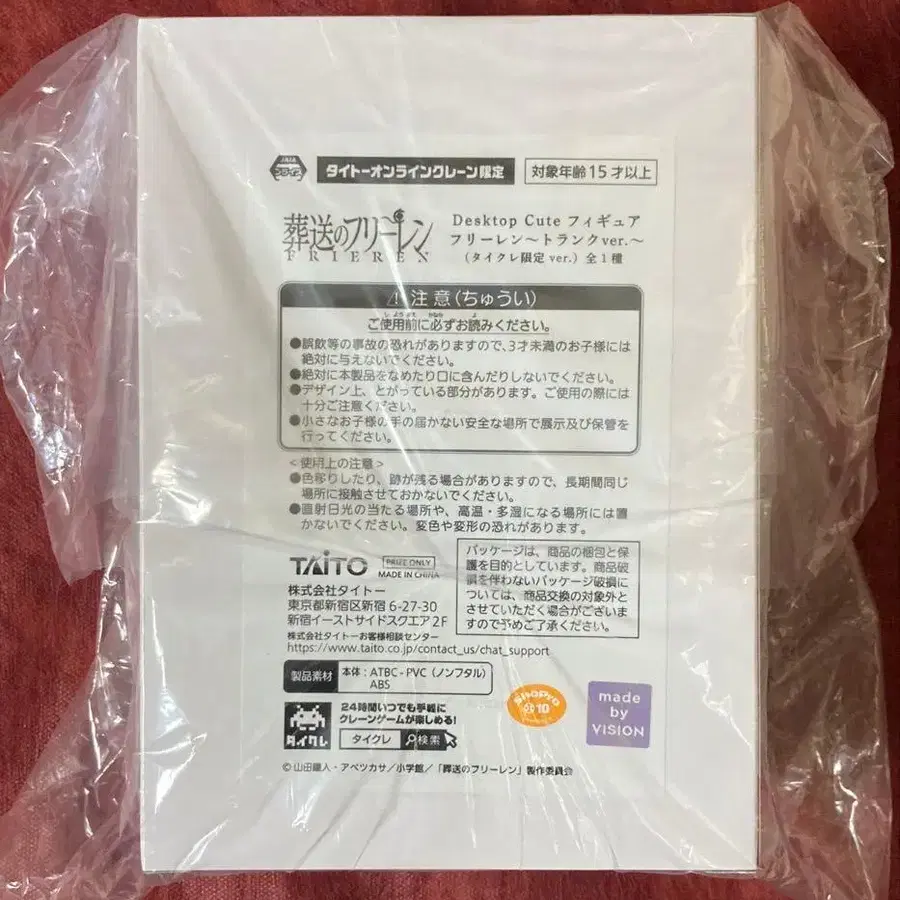 タイトーオンラインクレーン限定
対象年齢15才以上
葬送のフリーレン
FRIEREN
Desktop Cute フィギュア
フリーレン～トランクver.～
(タイクレ限定 ver.) 全1種
⚠注意(ちゅうい)
ご使用前に必ずお読みください。
●誤飲等の事故の恐れがありますので、3才未満のお子様には
絶対に与えないでください。
●絶対に本製品をなめたり口に含んだりしないでください。
●デザイン上、とがっている部分があります。ご使用の際には
十分ご注意ください。
●小さなお子様の手の届かない安全な場所で展示及び保管を
行ってください。
<使用上の注意>
●色移りしたり、跡が残る場合がありますので、長期間同じ
場所に接触させておかないでください。
●直射日光の当たる場所や、高温・多湿になる場所には置
かないでください。変色や変形の恐れがあります。
TAITO
PRIZE ONLY
MADE IN CHINA
株式会社タイトー
東京都新宿区新宿 6-27-30
新宿イーストサイドスクエア 2F
株式会社タイトーお客様相談センター
https://www.taito.co.jp/contact_us/chat_support
パッケージは、商品の梱包と保
護を目的としています。商品破
損を伴わないパッケージ破損に
ついては、商品交換の対象外と
させていただく場合がございま
すので予めご了承ください。
製品素材
本体:ATBC-PVC(ノンフタル)
ABS
タイクレ
24時間いつでも手軽に
クレーンゲームが楽しめる!
タイクレ 検索
ShoPro
10
made
by
VISION
©山田鐘人・アベツカサ/小学館/「葬送のフリーレン」製作委員会